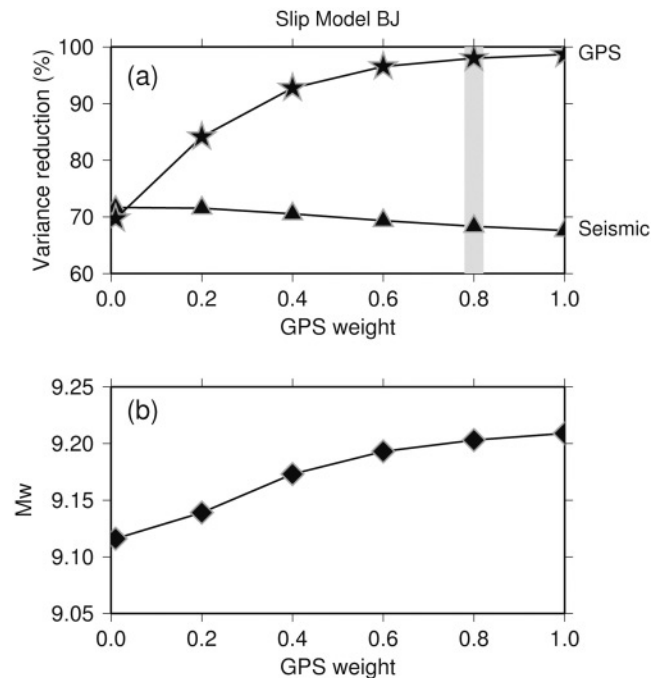 Slip Model BJ
(a)
Variance reduction (%)
100
90
80
70
60
GPS
Seismic
0.0 0.2 0.4 0.6 0.8 1.0
GPS weight
(b)
Mw
9.25
9.20
9.15
9.10
9.05
0.0 0.2 0.4 0.6 0.8 1.0
GPS weight